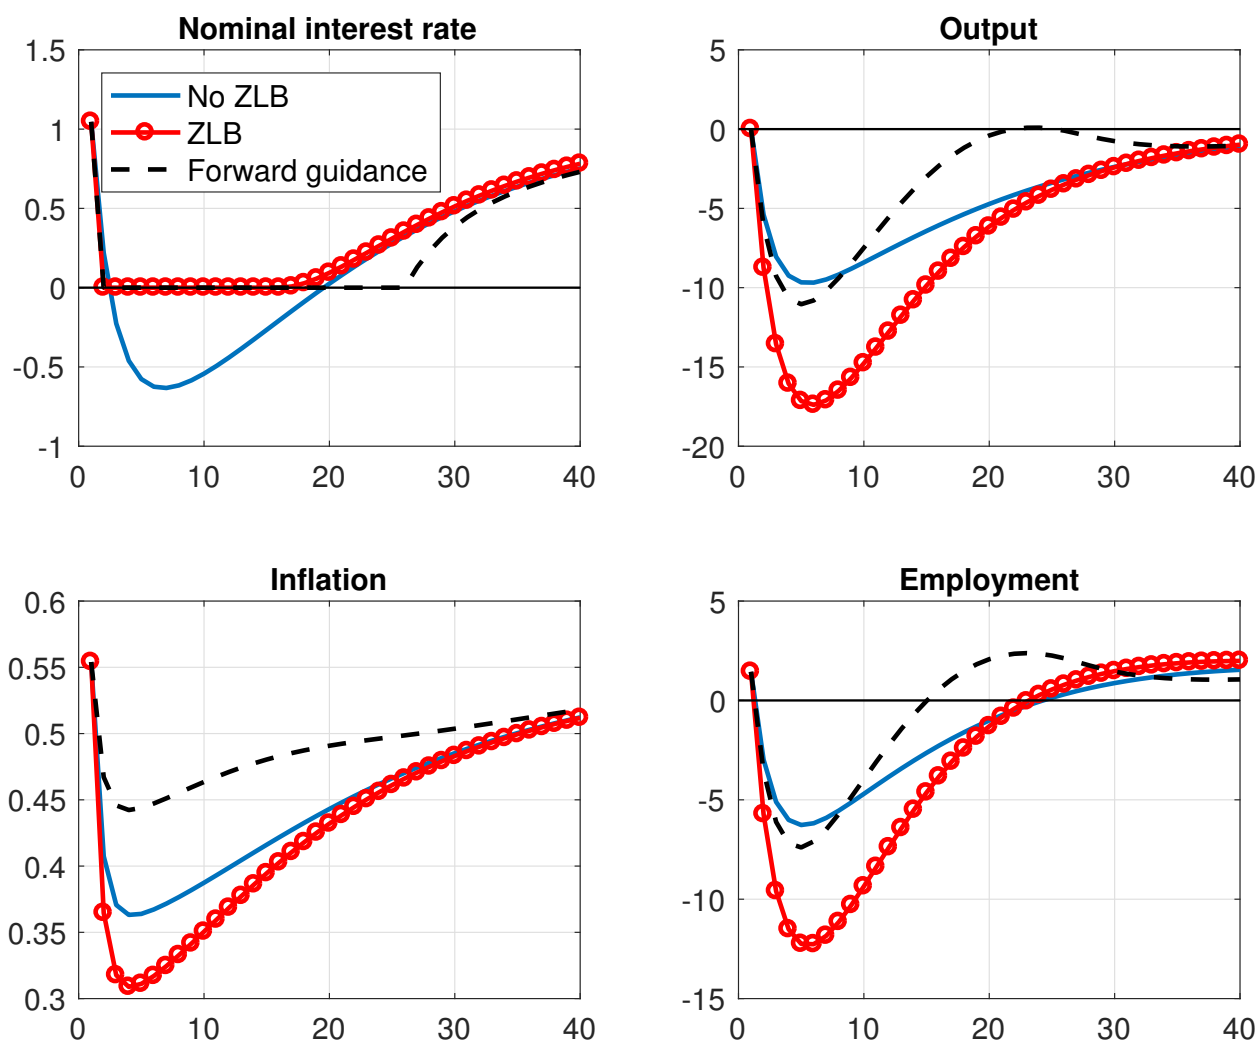 Nominal interest rate
1.5
1
0.5
0
-0.5
-1
0 10 20 30 40
No ZLB
ZLB
Forward guidance
Output
5
0
-5
-10
-15
-20
0 10 20 30 40
Inflation
0.6
0.55
0.5
0.45
0.4
0.35
0.3
0 10 20 30 40
Employment
5
0
-5
-10
-15
0 10 20 30 40